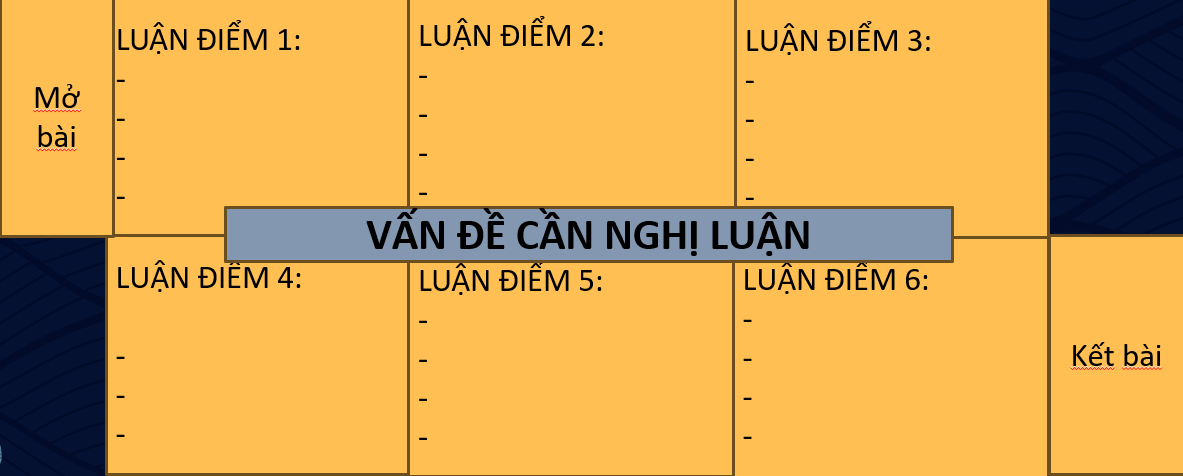 Mở
bài
LUẬN ĐIỂM 1:
-
-
-
-
LUẬN ĐIỂM 2:
-
-
-
-
LUẬN ĐIỂM 3:
-
-
-
-
VẤN ĐỀ CẦN NGHỊ LUẬN
LUẬN ĐIỂM 4:
-
-
-
LUẬN ĐIỂM 5:
-
-
-
-
LUẬN ĐIỂM 6:
-
-
-
-
Kết bài